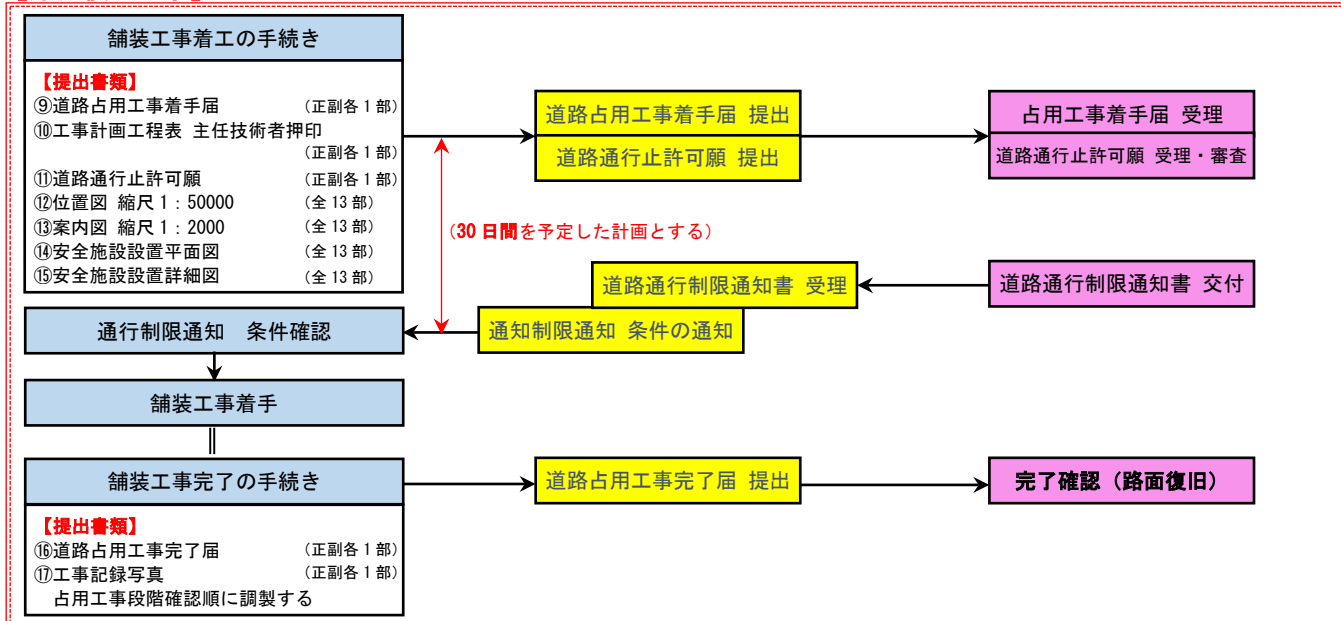 舗装工事着工の手続き
【提出書類】
⑨道路占用工事着手届 （正副各1部）
⑩工事計画工程表 主任技術者押印
（正副各1部）
⑪道路通行止許可願 （正副各1部）
⑫位置図 縮尺1：50000 （全13部）
⑬案内図 縮尺1：2000 （全13部）
⑭安全施設設置平面図 （全13部）
⑮安全施設設置詳細図 （全13部）
道路占用工事着手届 提出
道路通行止許可願 提出
占用工事着手届 受理
道路通行止許可願 受理・審査
（30日間を予定した計画とする）
道路通行制限通知書 受理
道路通行制限通知書 交付
通行制限通知 条件確認
通知制限通知 条件の通知
舗装工事着手
||
舗装工事完了の手続き
道路占用工事完了届 提出
完了確認（路面復旧）
【提出書類】
⑯道路占用工事完了届 （正副各1部）
⑰工事記録写真 （正副各1部）
占用工事段階確認順に調製する